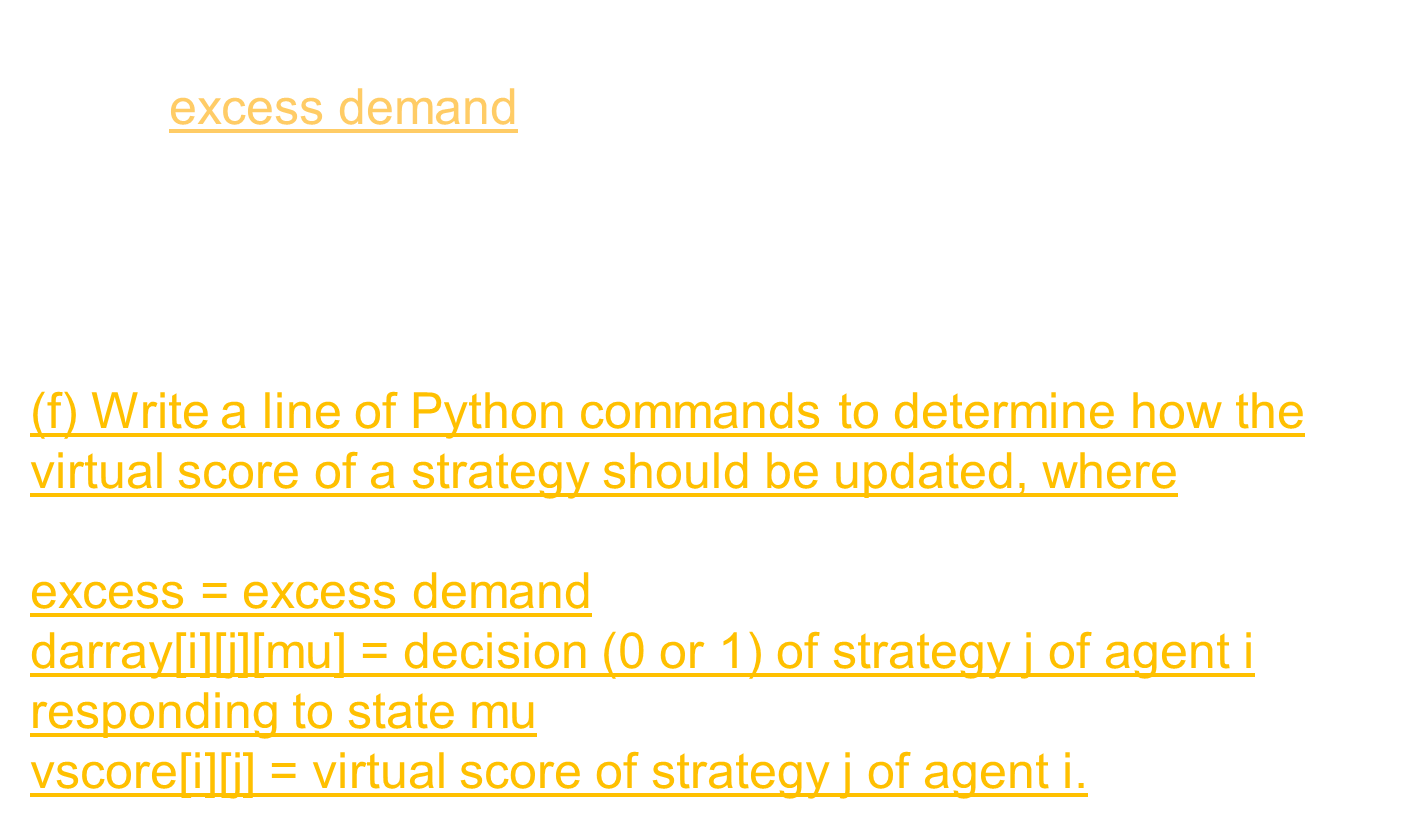 excess demand
(f) Write a line of Python commands to determine how the
virtual score of a strategy should be updated, where
excess = excess demand
darray[i][j][mu] = decision (0 or 1) of strategy j of agent i
responding to state mu
vscore[i][j] = virtual score of strategy j of agent i.